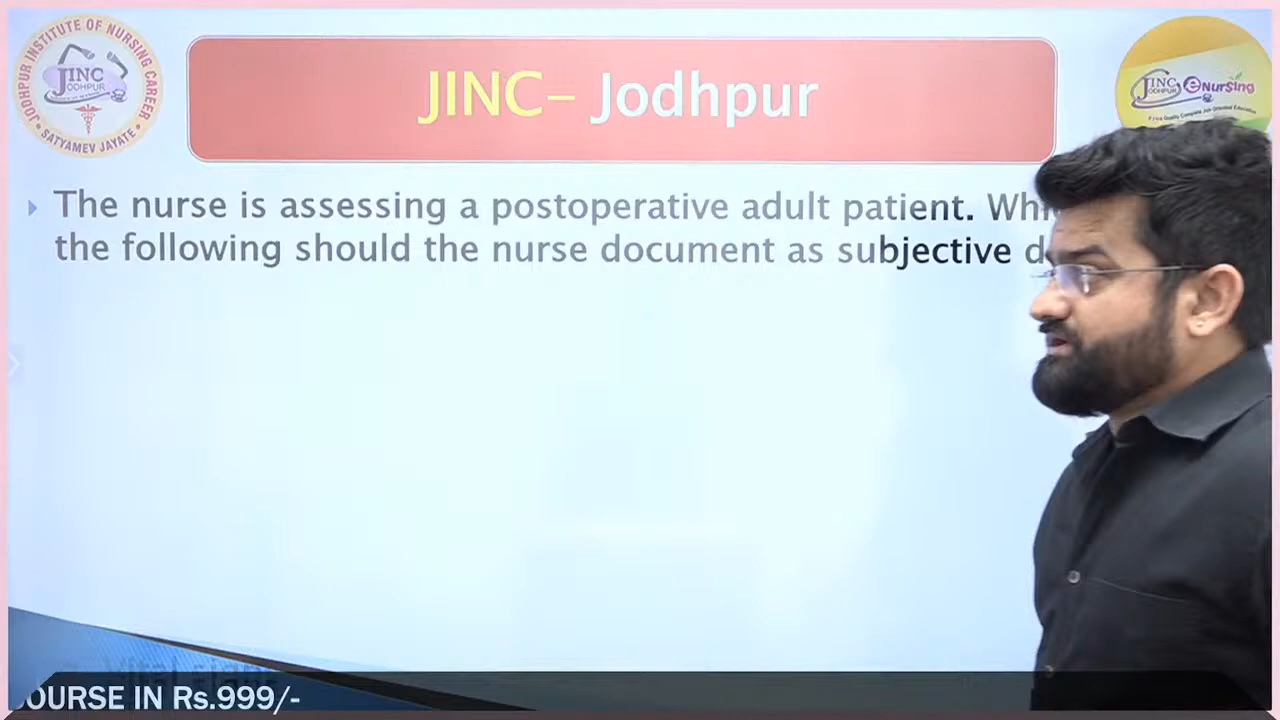 JODHPUR INSTITUTE OF NURSING CAREER
JINC
JODHPUR
SATYAMEV JAYATE
JINC– Jodhpur
JINC
JODHPUR
eNursing
The nurse is assessing a postoperative adult patient.
the following should the nurse document as subjective
Vital
OURSE IN Rs.999/-